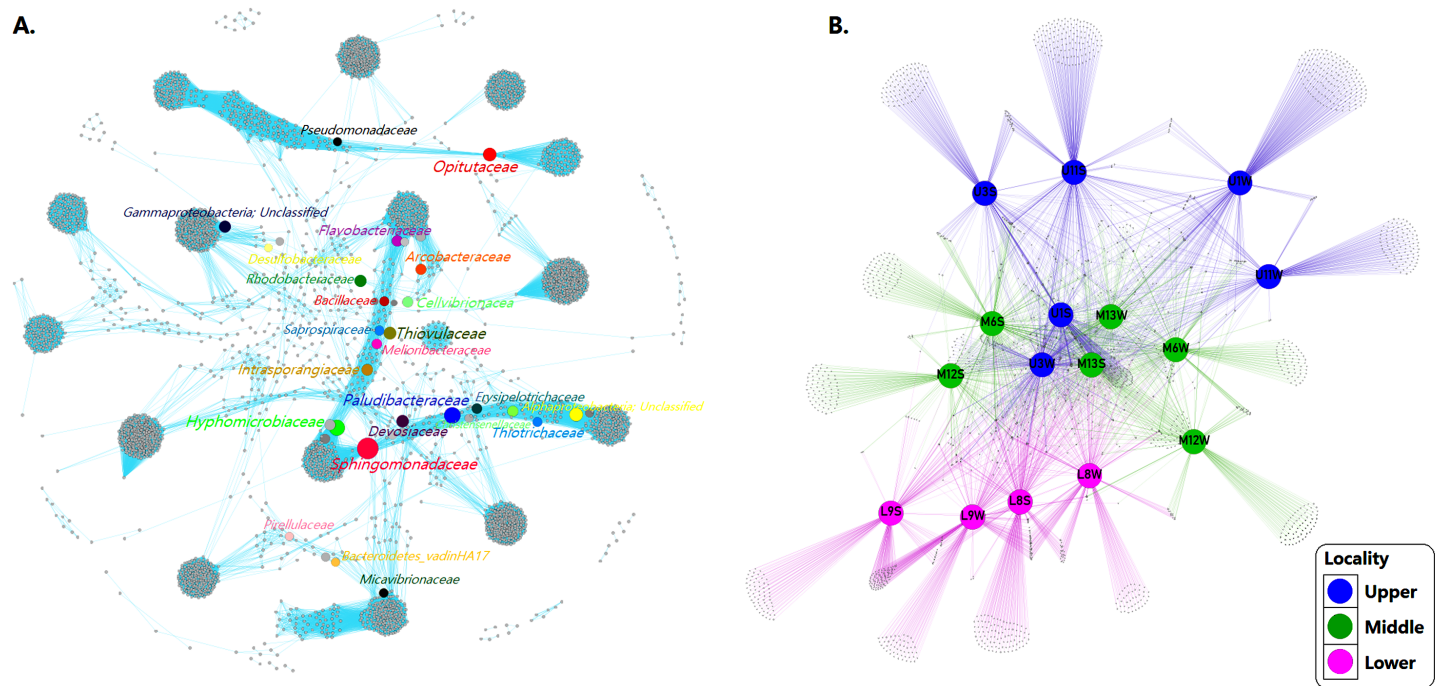 A.
B.
Pseudomonadaceae
Opitutaceae
Gammaproteobacteria; Unclassified
Flavobacteriaceae
Desulfobacteraceae
Arcobacteraceae
Rhodobacteraceae
Bacillaceae
Cellvibrionacea
Saprospiraceae
Thiovulaceae
Melioribacteraceae
Intrasporangiaceae
Paludibacteraceae
Erysipelotrichaceae
Alphaproteobacteria; Unclassified
Hyphomicrobiaceae
Devosiaceae
Thiotrichaceae
Sphingomonadaceae
Pirellulaceae
Bacteroidetes_vadinHA17
Micavibrionaceae
U11S
U3S
U1W
U11W
U1S
M13W
M6S
M6W
U3W
M13S
M12S
M12W
L8W
L9S
L8S
L9W
Locality
Upper
Middle
Lower